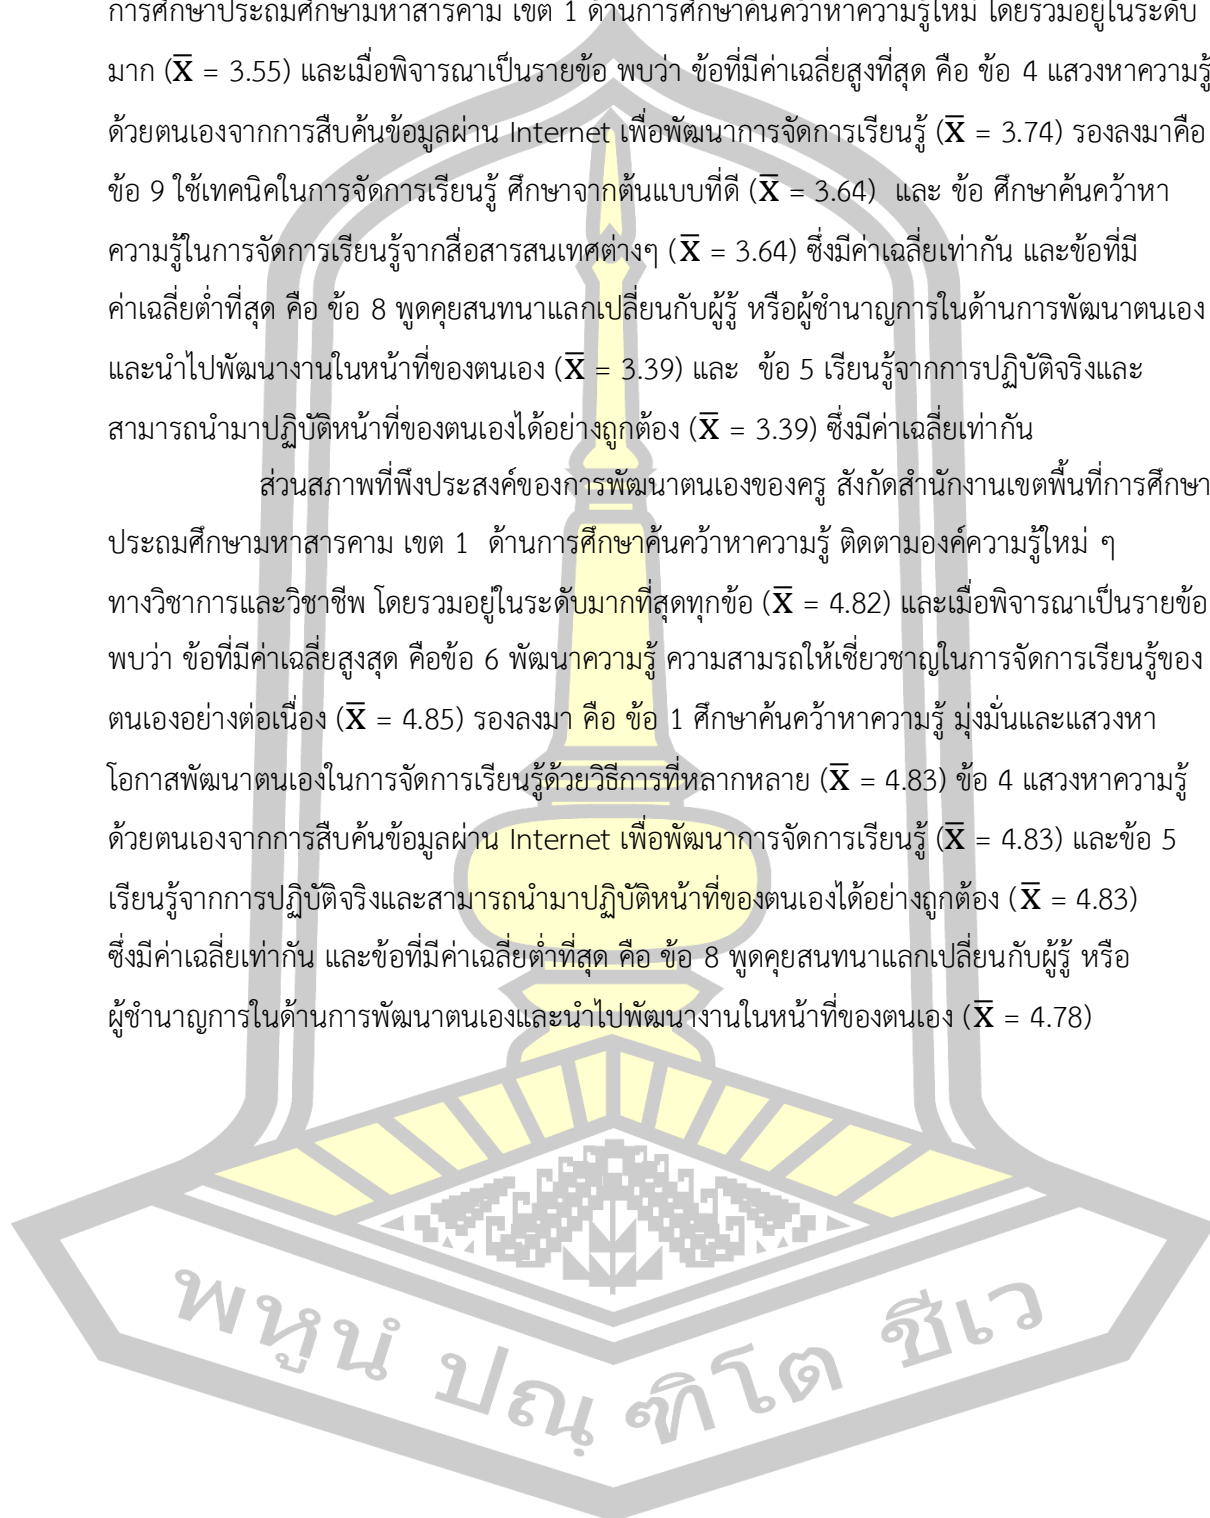 การศึกษาประถมศึกษามหาสารคาม เขต 1 ด้านการศึกษาค้นคว้าหาความรู้ใหม่ โดยรวมอยู่ในระดับ
มาก (X̅ = 3.55) และเมื่อพิจารณาเป็นรายข้อ พบว่า ข้อที่มีค่าเฉลี่ยสูงที่สุด คือ ข้อ 4 แสวงหาความรู้
ด้วยตนเองจากการสืบค้นข้อมูลผ่าน Internet เพื่อพัฒนาการจัดการเรียนรู้ (X̅ = 3.74) รองลงมาคือ
ข้อ 9 ใช้เทคนิคในการจัดการเรียนรู้ ศึกษาจากต้นแบบที่ดี (X̅ = 3.64) และ ข้อ ศึกษาค้นคว้าหา
ความรู้ในการจัดการเรียนรู้จากสื่อสารสนเทศต่างๆ (X̅ = 3.64) ซึ่งมีค่าเฉลี่ยเท่ากัน และข้อที่มี
ค่าเฉลี่ยต่ำที่สุด คือ ข้อ 8 พูดคุยสนทนาแลกเปลี่ยนกับผู้รู้ หรือผู้ชำนาญการในด้านการพัฒนาตนเอง
และนำไปพัฒนางานในหน้าที่ของตนเอง (X̅ = 3.39) และ ข้อ 5 เรียนรู้จากการปฏิบัติจริงและ
สามารถนำมาปฏิบัติหน้าที่ของตนเองได้อย่างถูกต้อง (X̅ = 3.39) ซึ่งมีค่าเฉลี่ยเท่ากัน
ส่วนสภาพที่พึงประสงค์ของการพัฒนาตนเองของครู สังกัดสำนักงานเขตพื้นที่การศึกษา
ประถมศึกษามหาสารคาม เขต 1 ด้านการศึกษาค้นคว้าหาความรู้ ติดตามองค์ความรู้ใหม่ ๆ
ทางวิชาการและวิชาชีพ โดยรวมอยู่ในระดับมากที่สุดทุกข้อ (X̅ = 4.82) และเมื่อพิจารณาเป็นรายข้อ
พบว่า ข้อที่มีค่าเฉลี่ยสูงสุด คือข้อ 6 พัฒนาความรู้ ความสามรถให้เชี่ยวชาญในการจัดการเรียนรู้ของ
ตนเองอย่างต่อเนื่อง (X̅ = 4.85) รองลงมา คือ ข้อ 1 ศึกษาค้นคว้าหาความรู้ มุ่งมั่นและแสวงหา
โอกาสพัฒนาตนเองในการจัดการเรียนรู้ด้วยวิธีการที่หลากหลาย (X̅ = 4.83) ข้อ 4 แสวงหาความรู้
ด้วยตนเองจากการสืบค้นข้อมูลผ่าน Internet เพื่อพัฒนาการจัดการเรียนรู้ (X̅ = 4.83) และข้อ 5
เรียนรู้จากการปฏิบัติจริงและสามารถนำมาปฏิบัติหน้าที่ของตนเองได้อย่างถูกต้อง (X̅ = 4.83)
ซึ่งมีค่าเฉลี่ยเท่ากัน และข้อที่มีค่าเฉลี่ยต่ำที่สุด คือ ข้อ 8 พูดคุยสนทนาแลกเปลี่ยนกับผู้รู้ หรือ
ผู้ชำนาญการในด้านการพัฒนาตนเองและนำไปพัฒนางานในหน้าที่ของตนเอง (X̅ = 4.78)
พหูนํ ปณฺฑิโต ชีเว